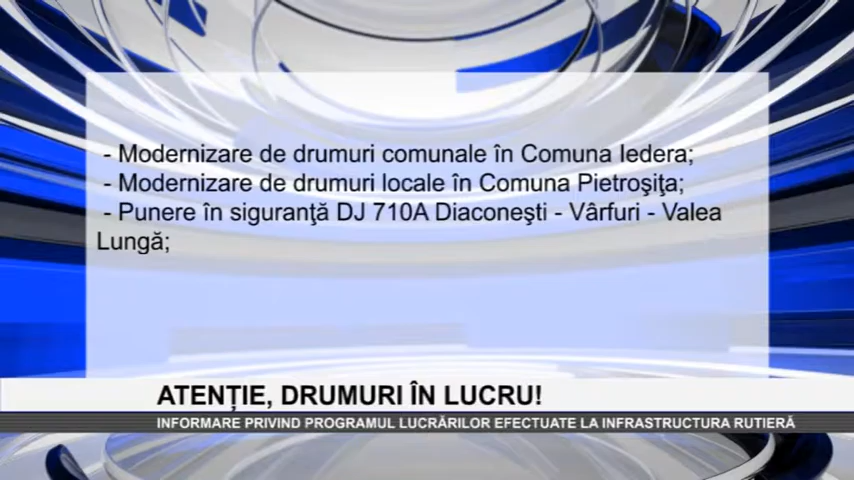 - Modernizare de drumuri comunale în Comuna Iedera;
- Modernizare de drumuri locale în Comuna Pietroşiţa;
- Punere în siguranţă DJ 710A Diaconeşti - Vârfuri - Valea
Lungă;
ATENȚIE, DRUMURI ÎN LUCRU!
INFORMARE PRIVIND PROGRAMUL LUCRĂRILOR EFECTUATE LA INFRASTRUCTURA RUTIERĂ